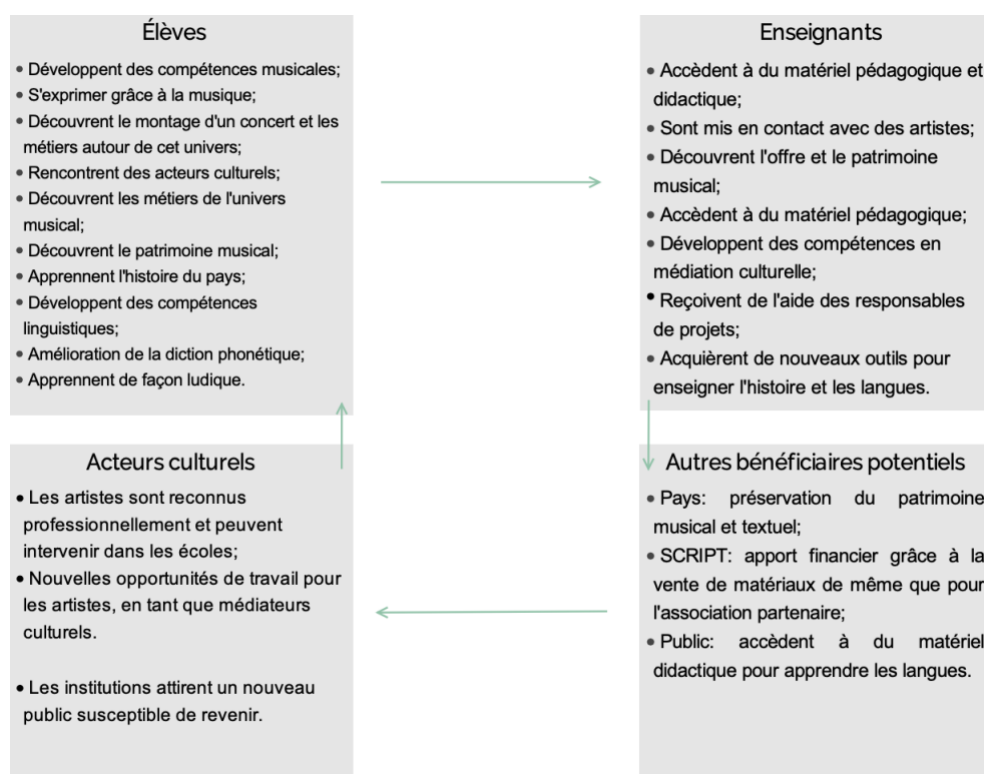 Élèves
• Développent des compétences musicales;
• S'exprimer grâce à la musique;
• Découvrent le montage d'un concert et les
métiers autour de cet univers;
• Rencontrent des acteurs culturels;
• Découvrent les métiers de l'univers
musical;
• Découvrent le patrimoine musical;
• Apprennent l'histoire du pays;
• Développent des compétences
linguistiques;
• Amélioration de la diction phonétique;
• Apprennent de façon ludique.
Enseignants
• Accèdent à du matériel pédagogique et
didactique;
• Sont mis en contact avec des artistes;
• Découvrent l'offre et le patrimoine
musical;
• Accèdent à du matériel pédagogique;
• Développent des compétences en
médiation culturelle;
• Reçoivent de l'aide des responsables
de projets;
• Acquièrent de nouveaux outils pour
enseigner l'histoire et les langues.
Acteurs culturels
• Les artistes sont reconnus
professionnellement et peuvent
intervenir dans les écoles;
• Nouvelles opportunités de travail pour
les artistes, en tant que médiateurs
culturels.
• Les institutions attirent un nouveau
public susceptible de revenir.
Autres bénéficiaires potentiels
• Pays: préservation du patrimoine
musical et textuel;
• SCRIPT: apport financier grâce à la
vente de matériaux de même que pour
l'association partenaire;
• Public: accèdent à du matériel
didactique pour apprendre les langues.